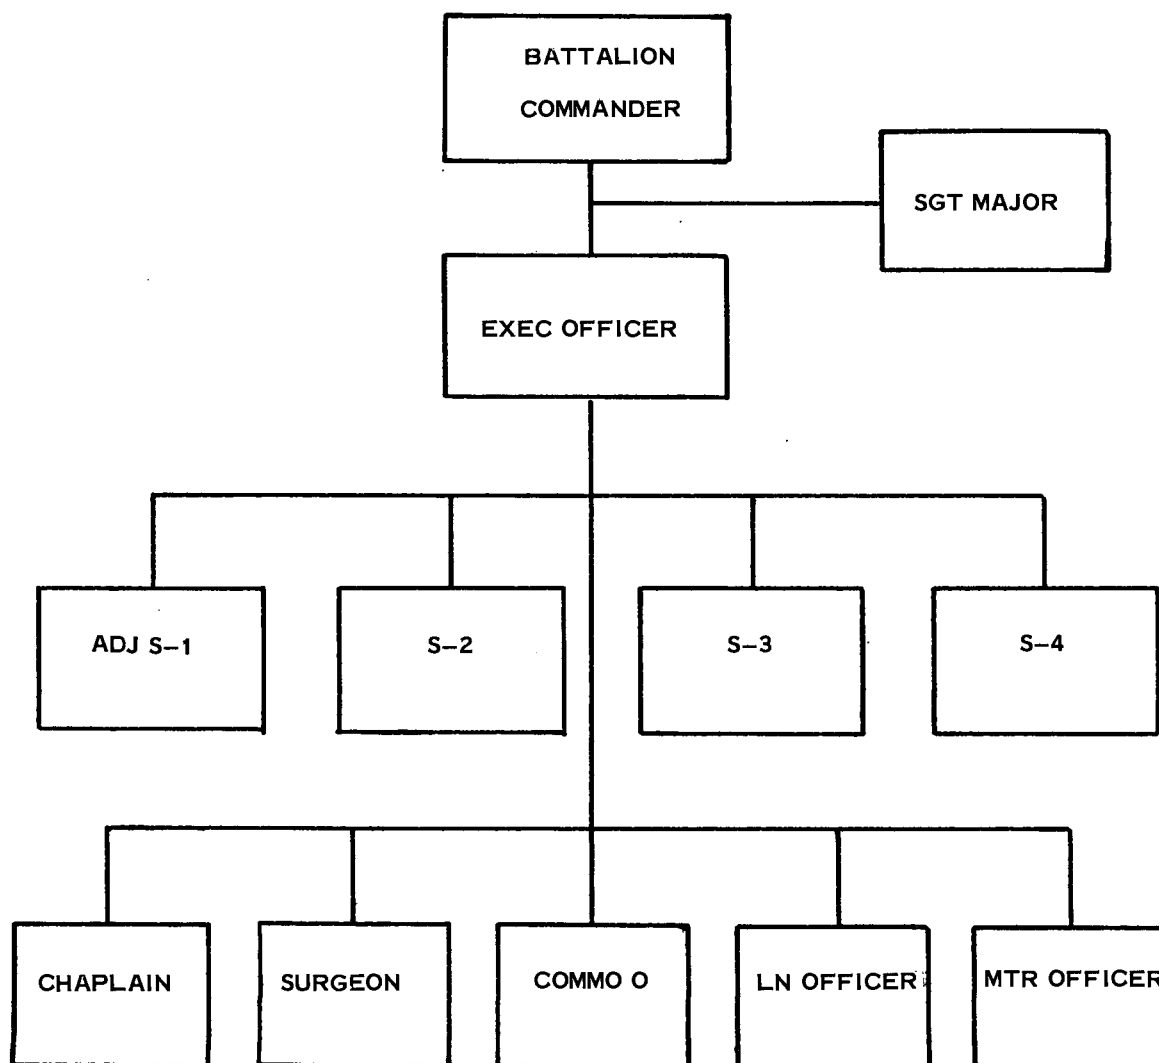 BATTALION
COMMANDER
SGT MAJOR
EXEC OFFICER
ADJ S-1
S-2
S-3
S-4
CHAPLAIN
SURGEON
COMMO O
LN OFFICER
MTR OFFICER